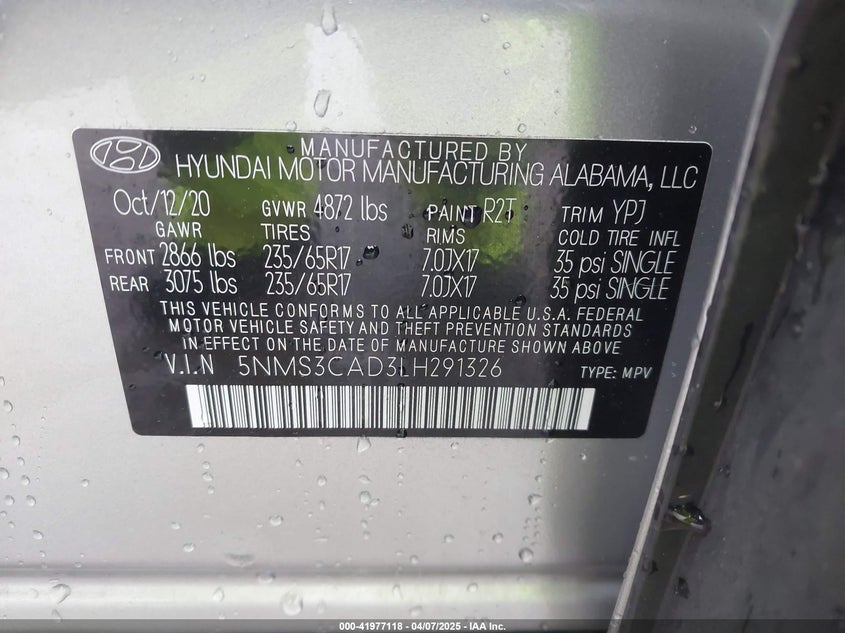 MANUFACTURED BY
HYUNDAI MOTOR MANUFACTURING ALABAMA, LLC
Oct/12/20 GVWR 4872 lbs PAINT R2T TRIM YPJ
GAWR TIRES RIMS COLD TIRE INFL
FRONT 2866 lbs 235/65R17 7.0JX17 35 psi SINGLE
REAR 3075 lbs 235/65R17 7.0JX17 35 psi SINGLE
THIS VEHICLE CONFORMS TO ALL APPLICABLE U.S.A. FEDERAL
MOTOR VEHICLE SAFETY AND THEFT PREVENTION STANDARDS
IN EFFECT ON THE DATE OF MANUFACTURE SHOWN ABOVE
V.I.N 5NMS3CAD3LH291326 TYPE: MPV
000-41977118 - 04/07/2025 - IAA Inc.